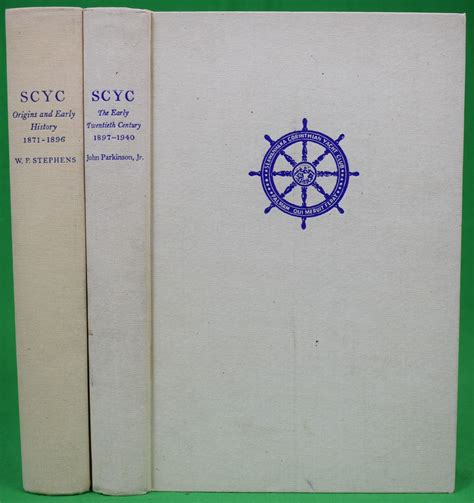 SCYC
Origins and Early
History
1871-1896
W. P. STEPHENS
SCYC
The Early
Twentieth Century
1897-1940
John Parkinson, Jr.
SEAWANHAKA CORINTHIAN YACHT CLUB
PALMAM QUI MERUIT FERAT